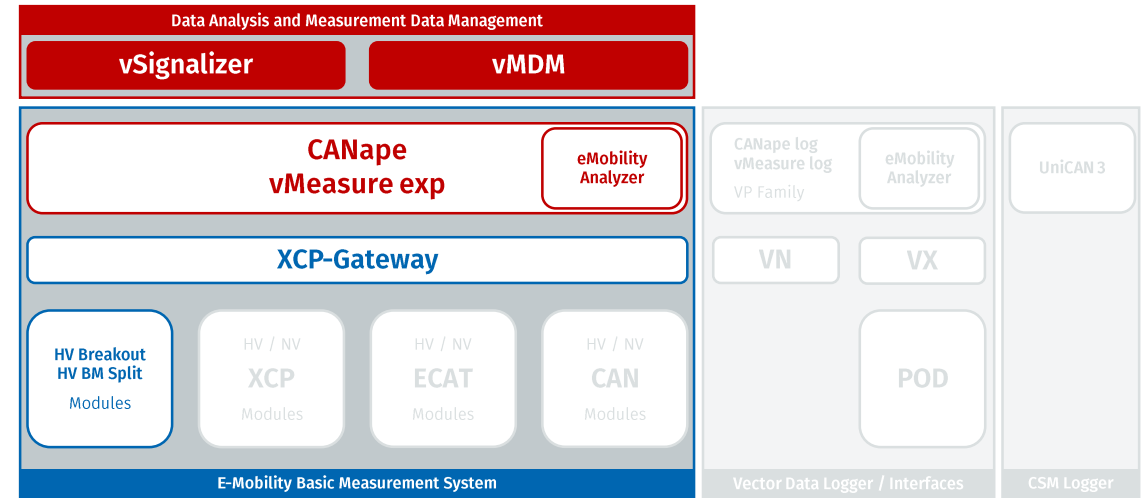 Data Analysis and Measurement Data Management
vSignalizer
vMDM
CANape
vMeasure exp
eMobility
Analyzer
CANape log
vMeasure log
VP Family
eMobility
Analyzer
UniCAN 3
XCP-Gateway
VN
VX
HV Breakout
HV BM Split
Modules
HV / NV
XCP
Modules
HV / NV
ECAT
Modules
HV / NV
CAN
Modules
POD
E-Mobility Basic Measurement System
Vector Data Logger / Interfaces
CSM Logger